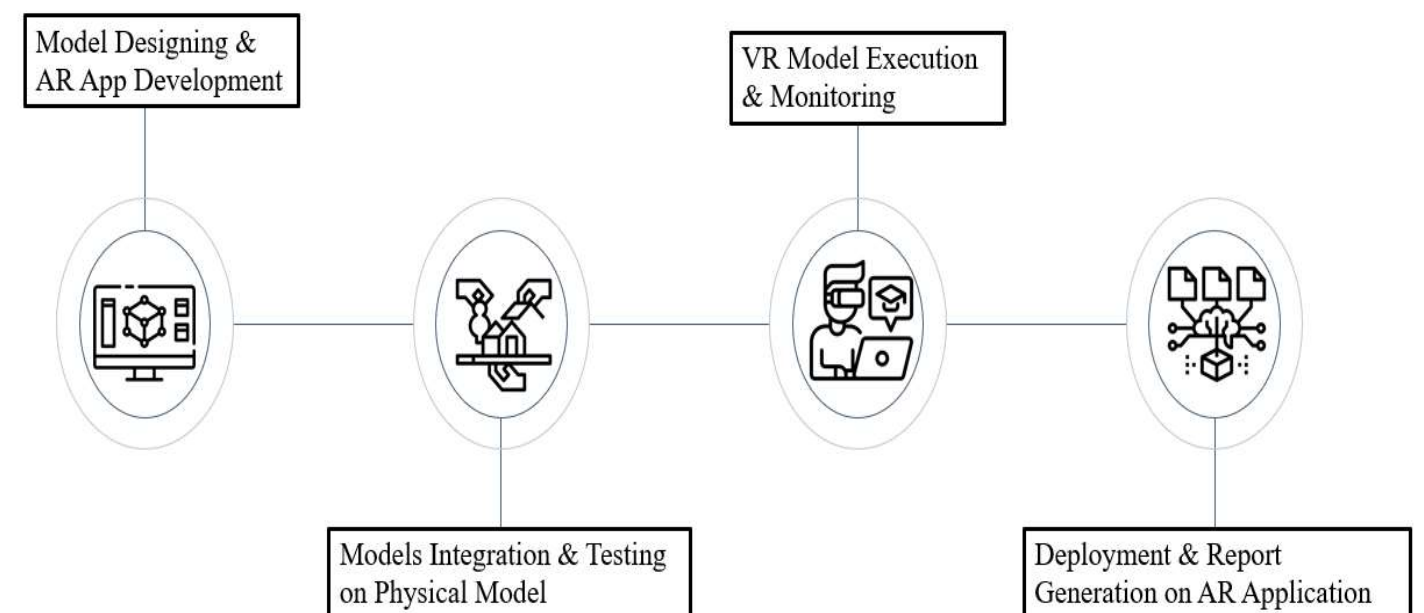 Model Designing &
AR App Development
VR Model Execution
& Monitoring
Models Integration & Testing
on Physical Model
Deployment & Report
Generation on AR Application